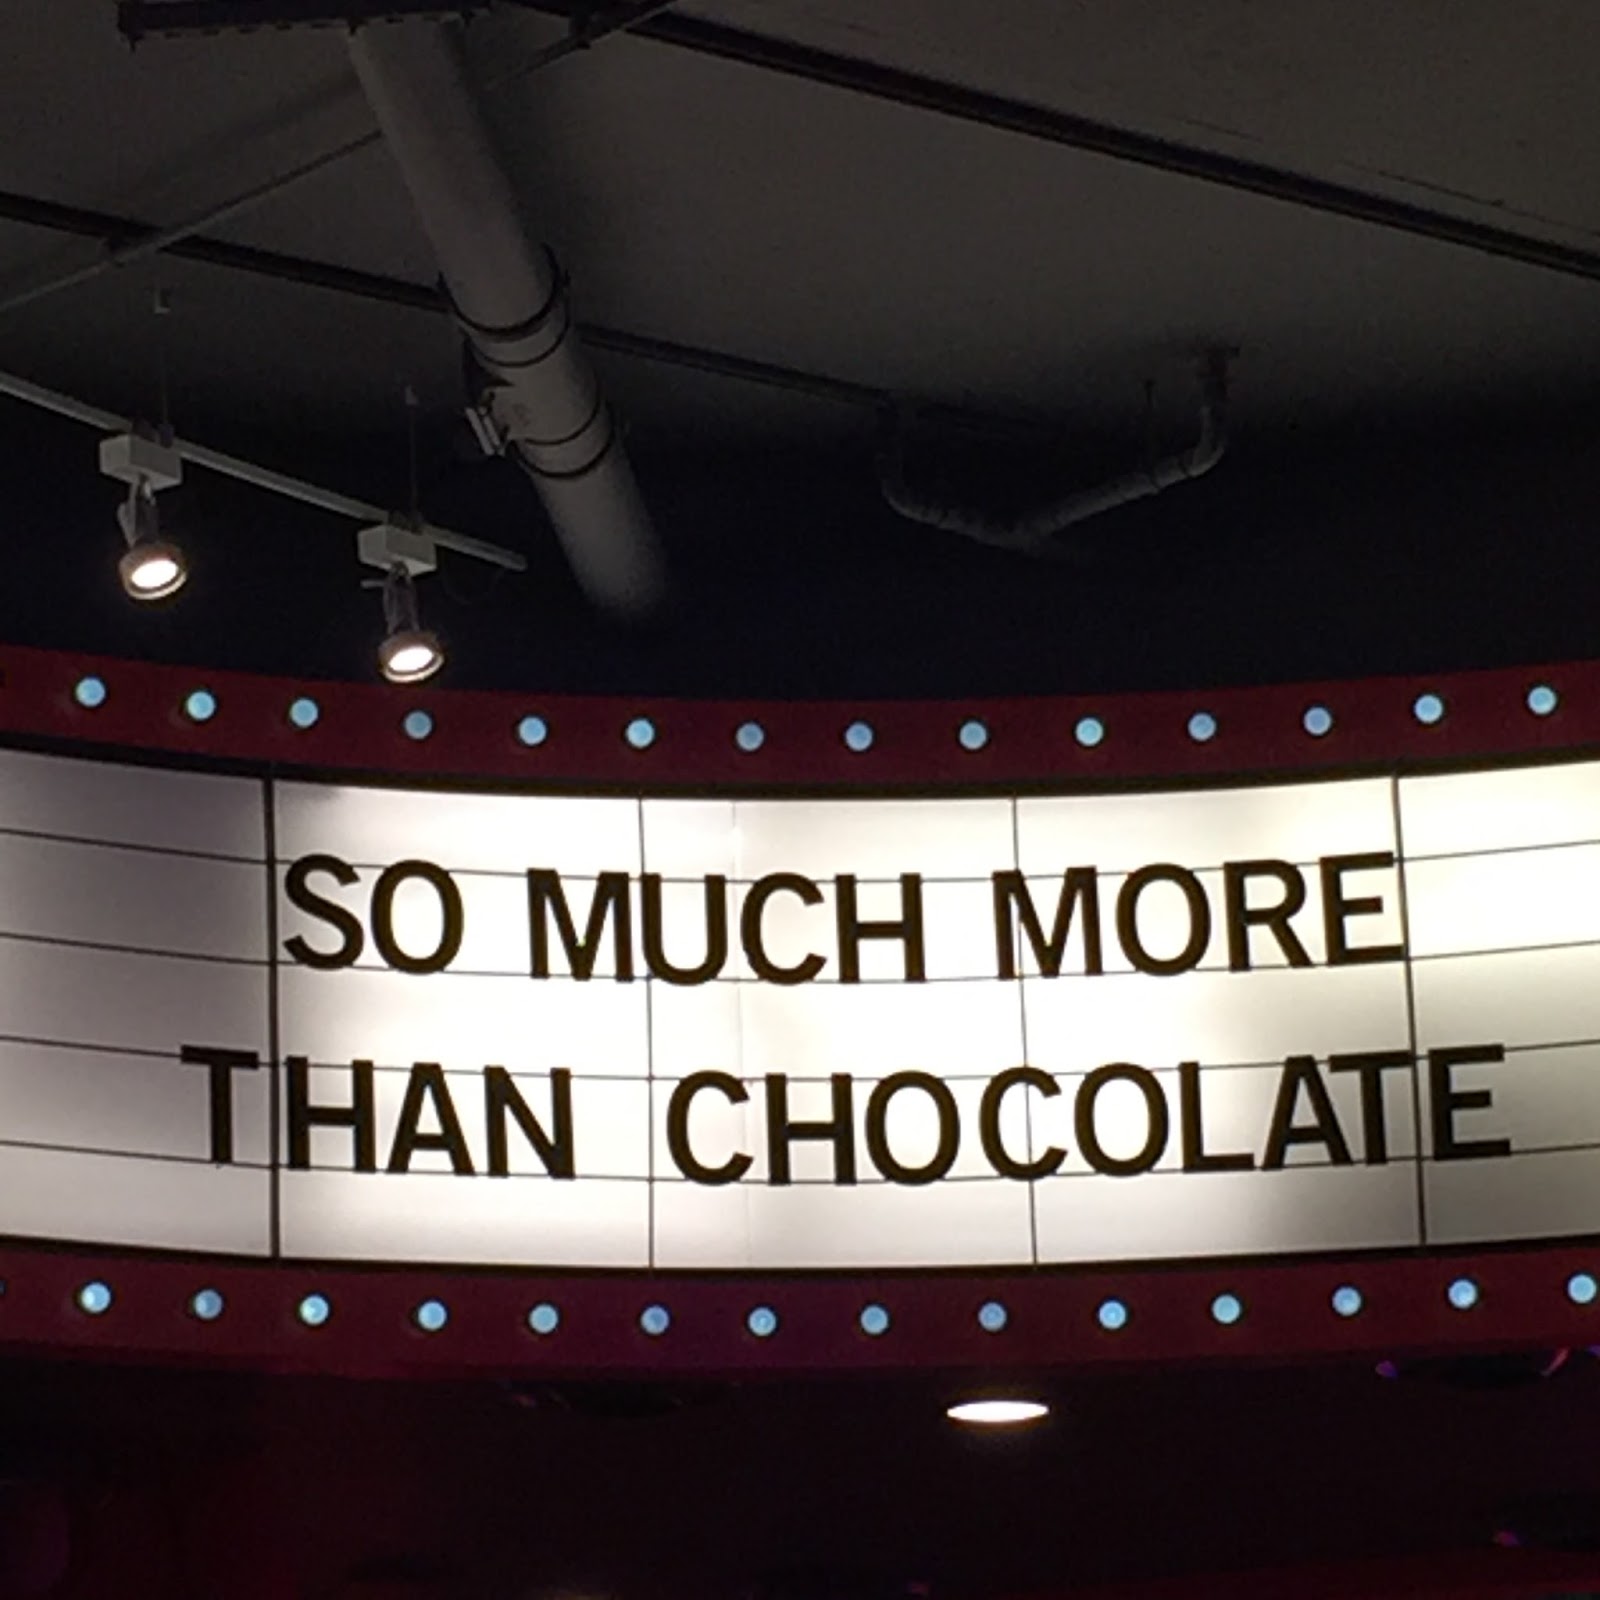 SO MUCH MORE
THAN CHOCOLATE